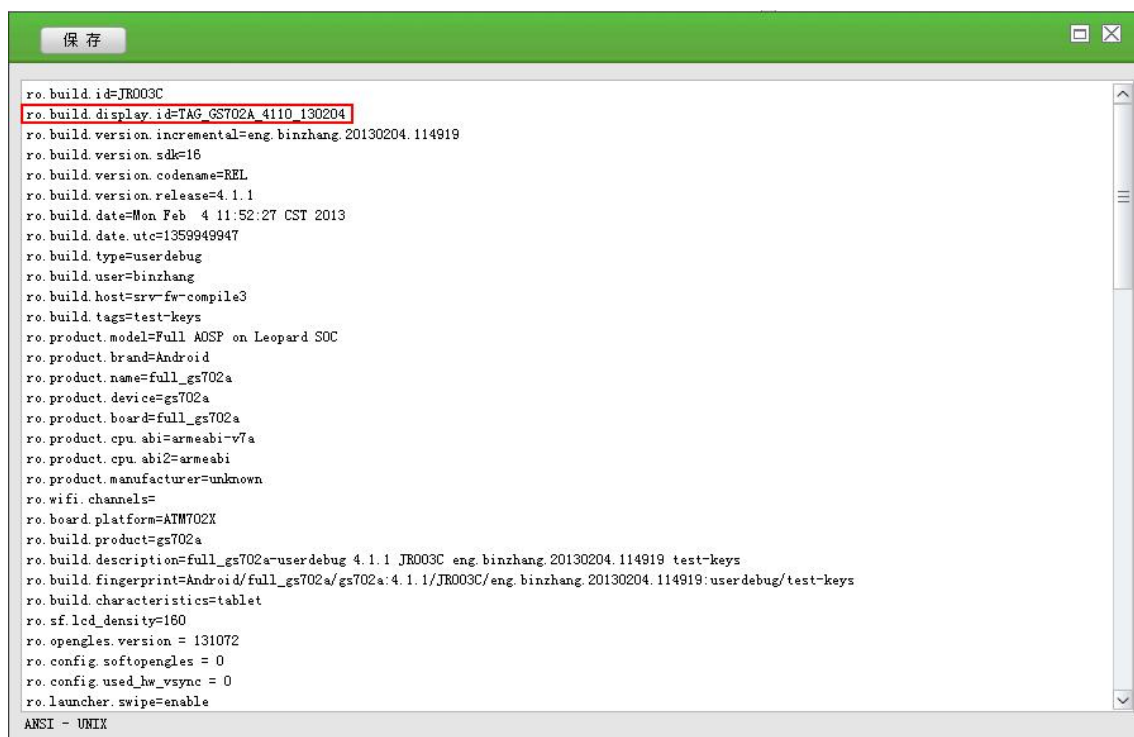 保存
ro.build.id=JRO03C
ro.build.display.id=TAG_GS702A_4110_130204
ro.build.version.incremental=eng.binzhang.20130204.114919
ro.build.version.sdk=16
ro.build.version.codename=REL
ro.build.version.release=4.1.1
ro.build.date=Mon Feb  4 11:52:27 CST 2013
ro.build.date.utc=1359949947
ro.build.type=userdebug
ro.build.user=binzhang
ro.build.host=srv-fw-compile3
ro.build.tags=test-keys
ro.product.model=Full AOSP on Leopard SOC
ro.product.brand=Android
ro.product.name=full_gs702a
ro.product.device=gs702a
ro.product.board=full_gs702a
ro.product.cpu.abi=armeabi-v7a
ro.product.cpu.abi2=armeabi
ro.product.manufacturer=unknown
ro.wifi.channels=
ro.board.platform=ATM702X
ro.build.product=gs702a
ro.build.description=full_gs702a-userdebug 4.1.1 JRO03C eng.binzhang.20130204.114919 test-keys
ro.build.fingerprint=Android/full_gs702a/gs702a:4.1.1/JRO03C/eng.binzhang.20130204.114919:userdebug/test-keys
ro.build.characteristics=tablet
ro.sf.lcd_density=160
ro.opengles.version = 131072
ro.config.softopengles = 0
ro.config.used_hw_vsync = 0
ro.launcher.swipe=enable
ANSI - UNIX